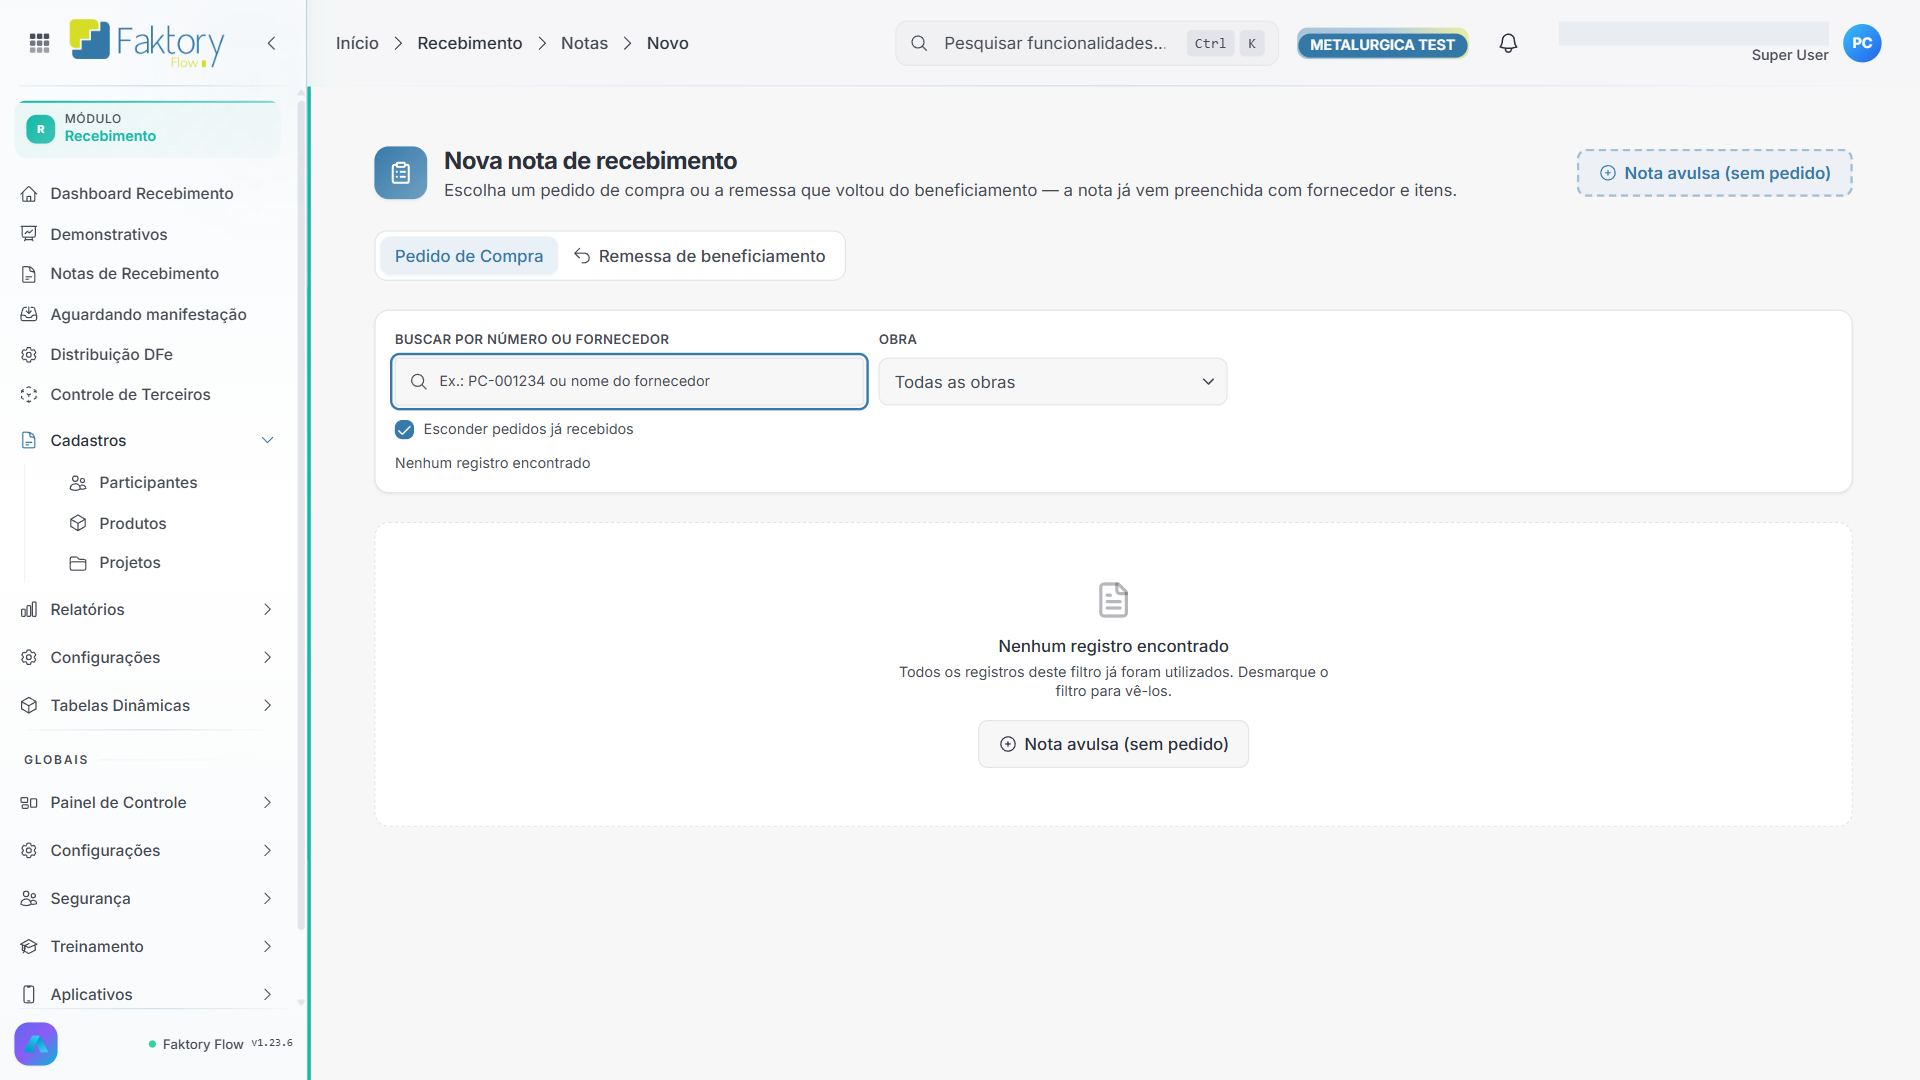 Faktory
Flow
Início
Recebimento
Notas
Novo
Pesquisar funcionalidades...
Ctrl
K
METALURGICA TEST
Super User
PC
R
MÓDULO
Recebimento
Dashboard Recebimento
Demonstrativos
Notas de Recebimento
Aguardando manifestação
Distribuição DFe
Controle de Terceiros
Cadastros
Participantes
Produtos
Projetos
Relatórios
Configurações
Tabelas Dinâmicas
GLOBAIS
Painel de Controle
Configurações
Segurança
Treinamento
Aplicativos
Faktory Flow v1.23.6
Nova nota de recebimento
Escolha um pedido de compra ou a remessa que voltou do beneficiamento — a nota já vem preenchida com fornecedor e itens.
Nota avulsa (sem pedido)
Pedido de Compra
Remessa de beneficiamento
BUSCAR POR NÚMERO OU FORNECEDOR
OBRA
Ex.: PC-001234 ou nome do fornecedor
Todas as obras
Esconder pedidos já recebidos
Nenhum registro encontrado
Nenhum registro encontrado
Todos os registros deste filtro já foram utilizados. Desmarque o
filtro para vê-los.
Nota avulsa (sem pedido)